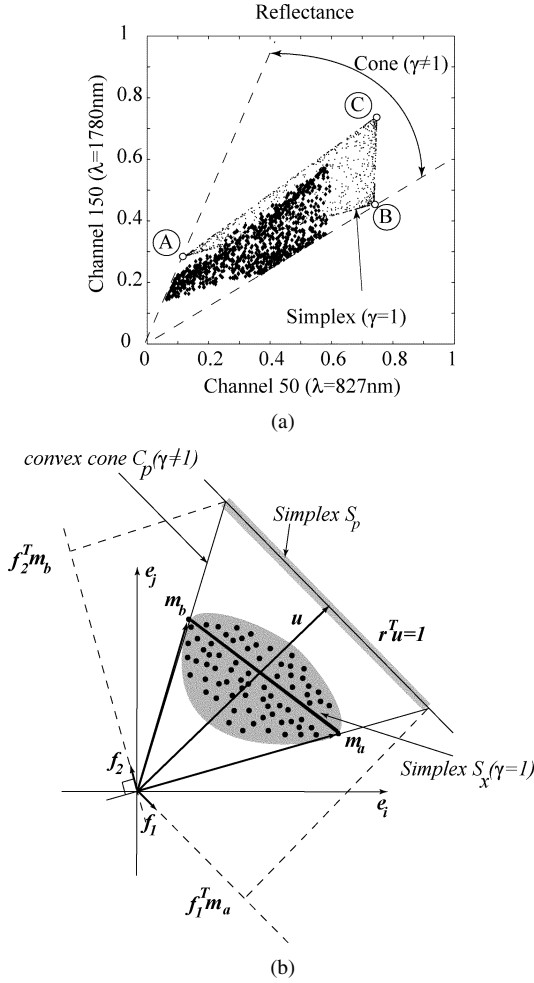 Reflectance
1
Cone (γ≠1)
0.8
C
0.6
Channel 150 (λ=1780nm)
0.4
B
A
0.2
Simplex (γ=1)
0
0 0.2 0.4 0.6 0.8 1
Channel 50 (λ=827nm)
(a)
convex cone C_p(γ≠1)
Simplex S_p
f_2^T m_b
e_j
m_b
u
r^T u=1
f_2
m_a
Simplex S_x(γ=1)
f_1
e_i
f_1^T m_a
(b)